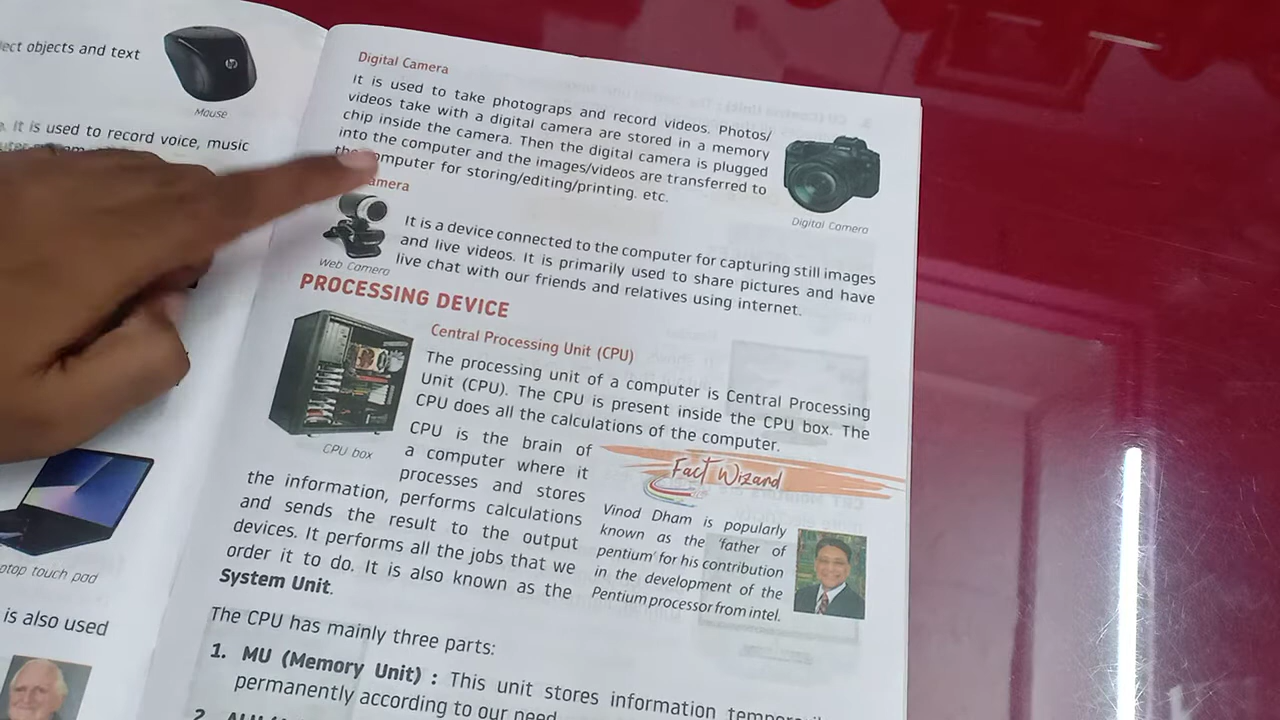 ect objects and text
Mouse
. It is used to record voice, music
ptop touch pad
is also used
Digital Camera
It is used to take photograps and record videos. Photos/
videos take with a digital camera are stored in a memory
chip inside the camera. Then the digital camera is plugged
into the computer and the images/videos are transferred to
computer for storing/editing/printing. etc.
Digital Camera
amera
Web Camera
It is a device connected to the computer for capturing still images
and live videos. It is primarily used to share pictures and have
live chat with our friends and relatives using internet.
PROCESSING DEVICE
Central Processing Unit (CPU)
The processing unit of a computer is Central Processing
Unit (CPU). The CPU is present inside the CPU box. The
CPU does all the calculations of the computer.
CPU box
CPU is the brain of
a computer where it
processes and stores
the information, performs calculations
and sends the result to the output
devices. It performs all the jobs that we
order it to do. It is also known as the
System Unit.
Fact Wizard
Vinod Dham is popularly
known as the 'father of
pentium' for his contribution
in the development of the
Pentium processor from intel.
The CPU has mainly three parts:
1. MU (Memory Unit) : This unit stores information
permanently according to our need
2.